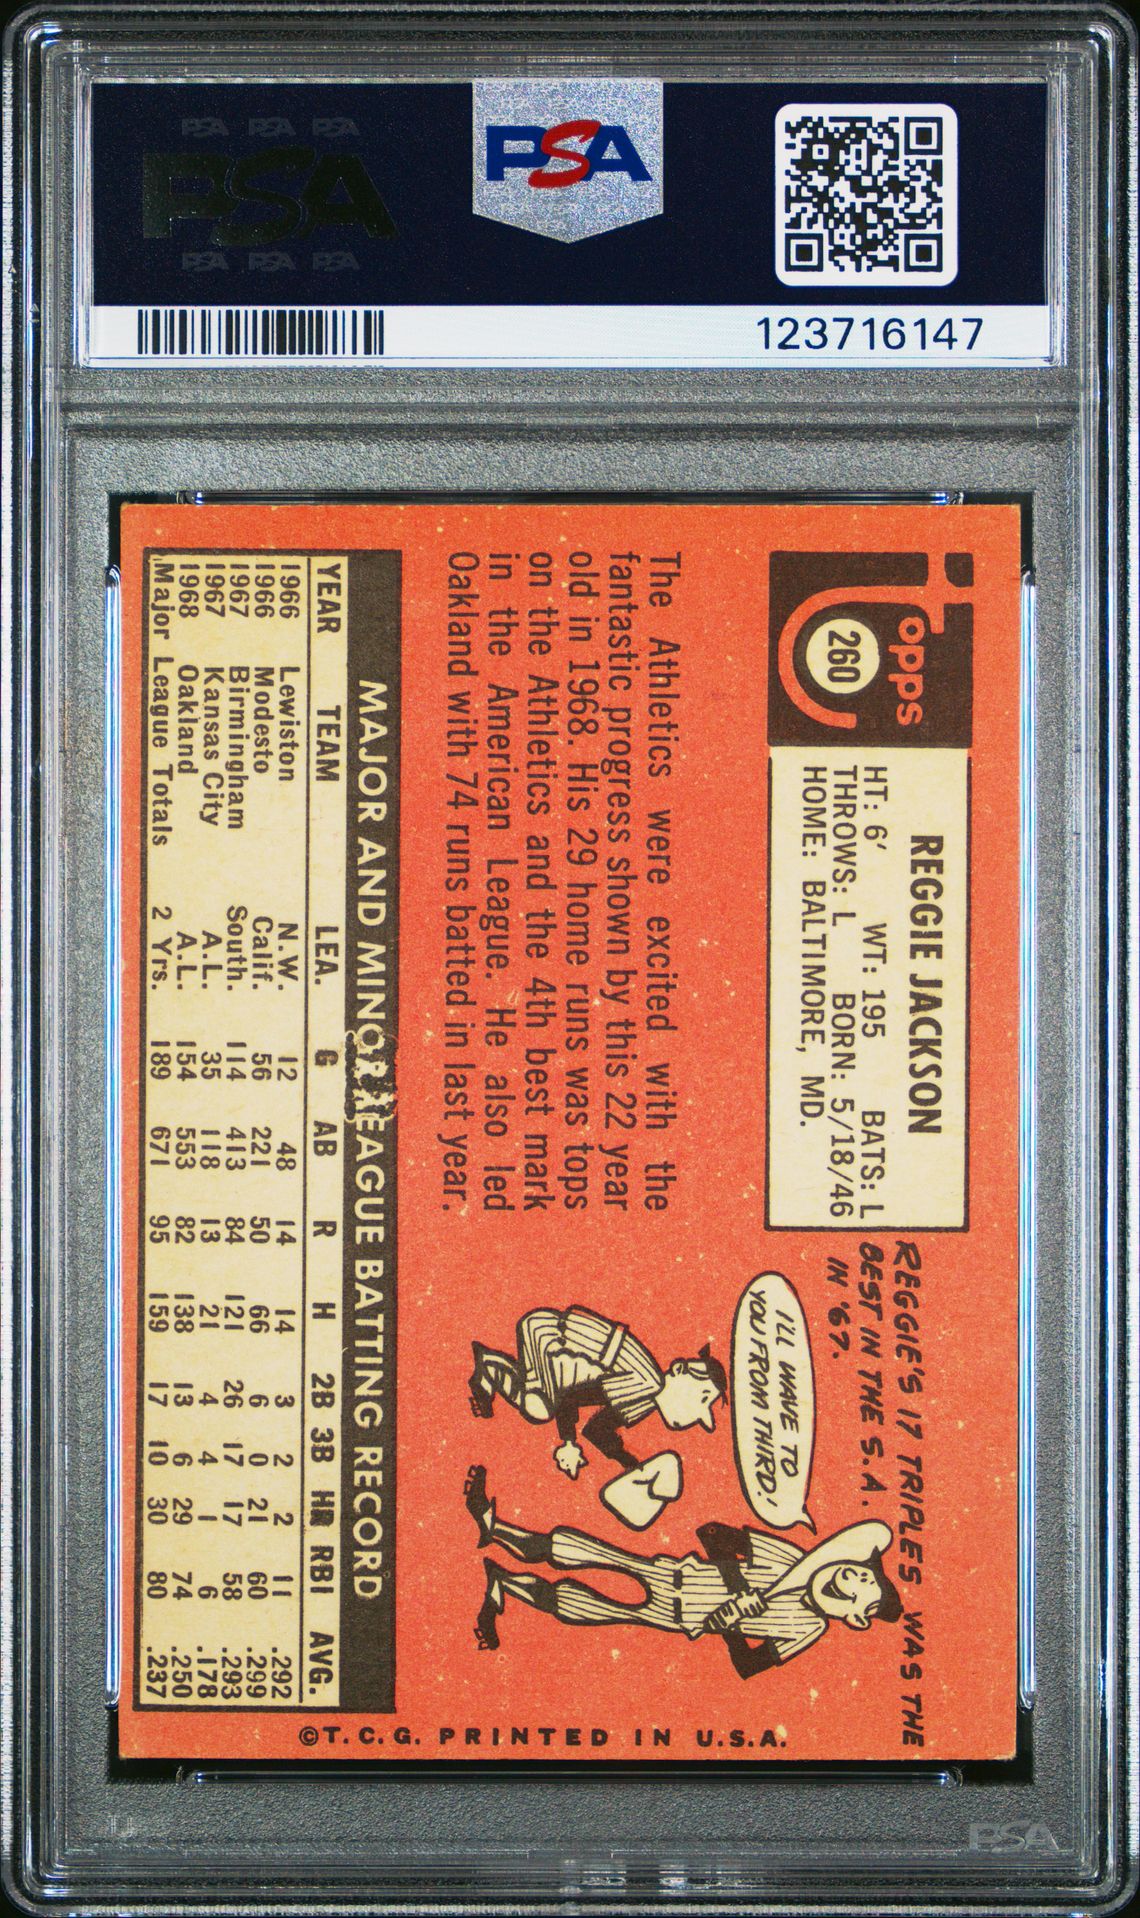 PSA PSA PSA
PSA
PSA PSA PSA
PSA
123716147
Topps
260
REGGIE JACKSON
HT: 6' WT: 195 BATS: L
THROWS: L BORN: 5/18/46
HOME: BALTIMORE, MD.
REGGIE'S 17 TRIPLES WAS THE
BEST IN THE S.A.
IN '67.
I'LL WAVE TO
YOU FROM THIRD!
The Athletics were excited with the
fantastic progress shown by this 22 year
old in 1968. His 29 home runs was tops
on the Athletics and the 4th best mark
in the American League. He also led
Oakland with 74 runs batted in last year.
MAJOR AND MINOR LEAGUE BATTING RECORD
YEAR TEAM LEA. G AB R H 2B 3B HR RBI AVG.
1966 Lewiston N.W. 12 48 14 14 3 2 2 11 .292
1966 Modesto Calif. 56 221 50 66 6 0 21 60 .299
1967 Birmingham South. 114 413 84 121 26 17 17 58 .293
1967 Kansas City A.L. 35 118 13 21 4 4 1 6 .178
1968 Oakland A.L. 154 553 82 138 13 6 29 74 .250
Major League Totals 2 Yrs. 189 671 95 159 17 10 30 80 .237
©T.C.G. PRINTED IN U.S.A.
PSA